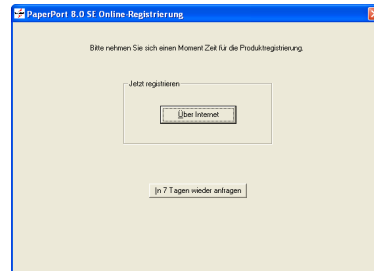 PaperPort 8.0 SE Online-Registrierung
Bitte nehmen Sie sich einen Moment Zeit für die Produktregistrierung.
Jetzt registrieren
Über Internet
In 7 Tagen wieder anfragen